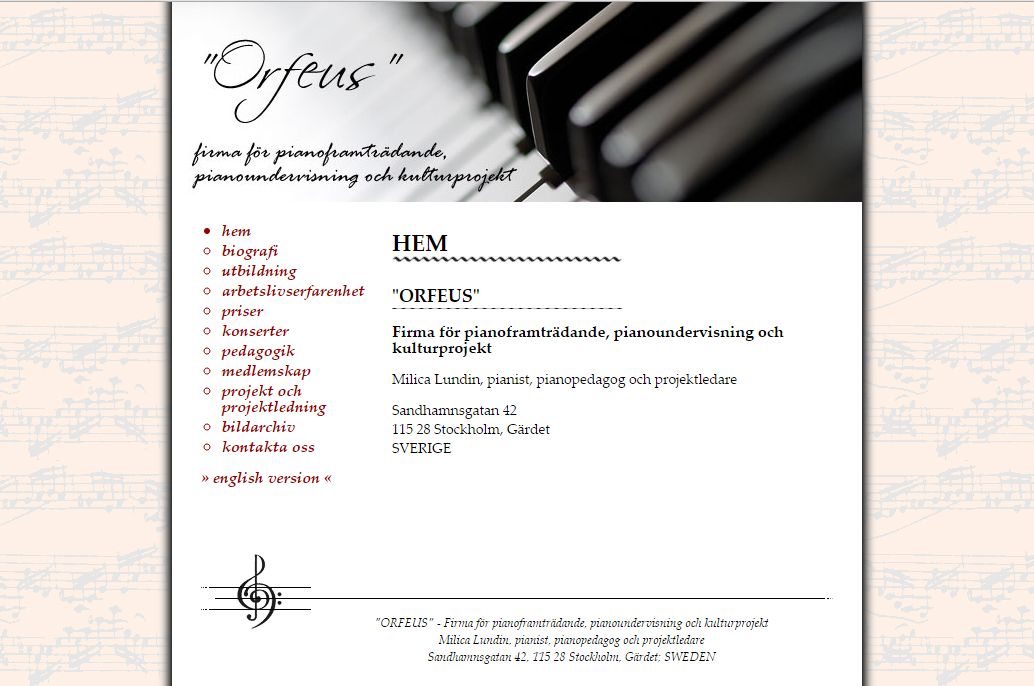 "Orfeus"
firma för pianoframträdande,
pianoundervisning och kulturprojekt
hem
biografi
utbildning
arbetslivserfarenhet
priser
konserter
pedagogik
medlemskap
projekt och
projektledning
bildarchiv
kontakta oss
» english version «
HEM
"ORFEUS"
Firma för pianoframträdande, pianoundervisning och
kulturprojekt
Milica Lundin, pianist, pianopedagog och projektledare
Sandhamnsgatan 42
115 28 Stockholm, Gärdet
SVERIGE
"ORFEUS" - Firma för pianoframträdande, pianoundervisning och kulturprojekt
Milica Lundin, pianist, pianopedagog och projektledare
Sandhamnsgatan 42, 115 28 Stockholm, Gärdet; SWEDEN